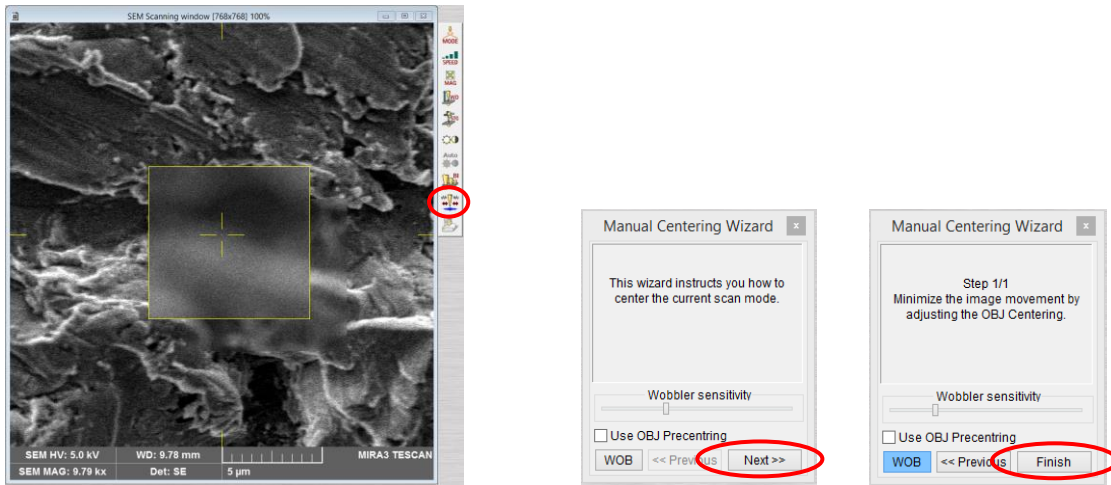 SEM Scanning window [768x768] 100%
MODE
SPEED
MAG
WD
Auto
IN
SEM HV: 5.0 kV WD: 9.78 mm MIRA3 TESCAN
SEM MAG: 9.79 kx Det: SE 5 µm
Manual Centering Wizard x
This wizard instructs you how to
center the current scan mode.
Wobbler sensitivity
Use OBJ Precentring
WOB << Previous Next >>
Manual Centering Wizard x
Step 1/1
Minimize the image movement by
adjusting the OBJ Centering.
Wobbler sensitivity
Use OBJ Precentring
WOB << Previous Finish